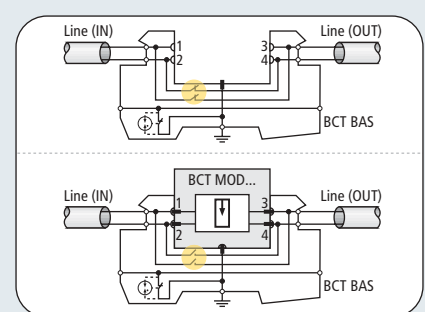 Line (IN) Line (OUT)
1 3
2 4
BCT BAS
BCT MOD...
Line (IN) 1 3 Line (OUT)
2 4
BCT BAS